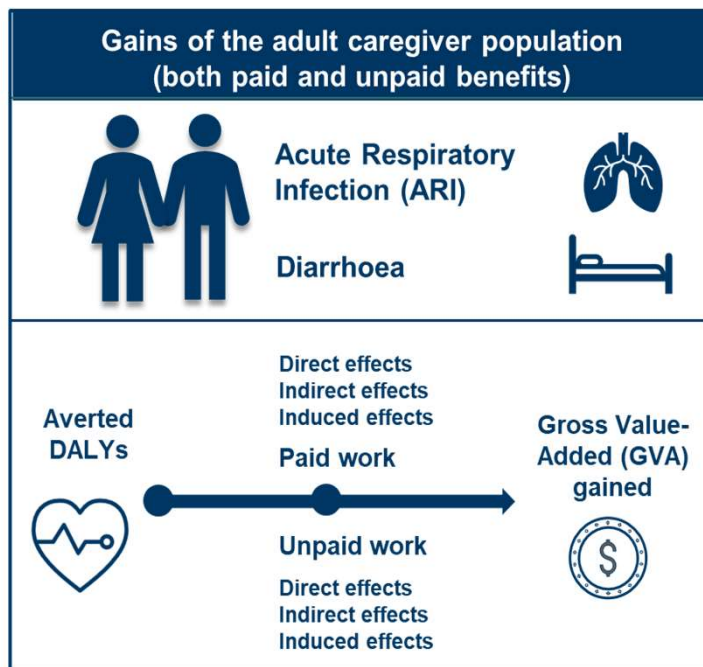 Gains of the adult caregiver population
(both paid and unpaid benefits)
Acute Respiratory
Infection (ARI)
Diarrhoea
Averted
DALYs
Direct effects
Indirect effects
Induced effects
Paid work
Unpaid work
Direct effects
Indirect effects
Induced effects
Gross Value-
Added (GVA)
gained
$